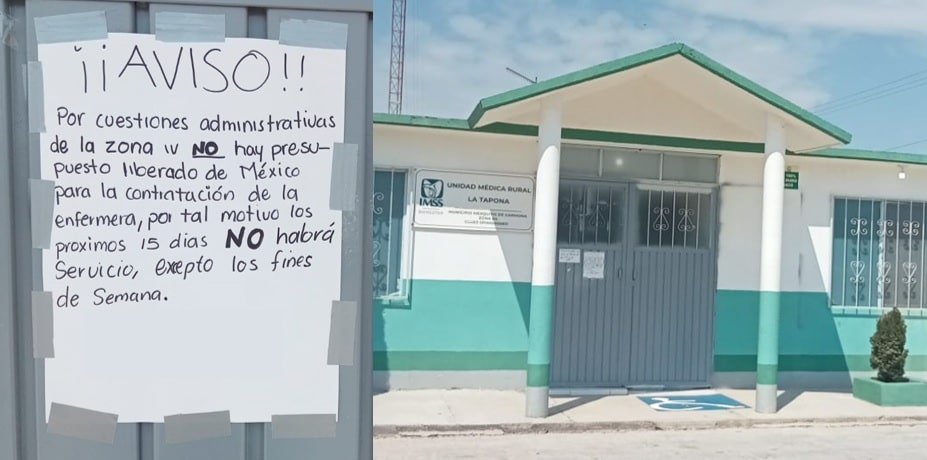 ¡¡AVISO!!
Por cuestiones administrativas
de la zona IV NO hay presu-
puesto liberado de México
para la contratación de la
enfermera, por tal motivo los
proximos 15 dias NO habrá
Servicio, exepto los fines
de Semana.
IMSS
UNIDAD MÉDICA RURAL
LA TAPONA